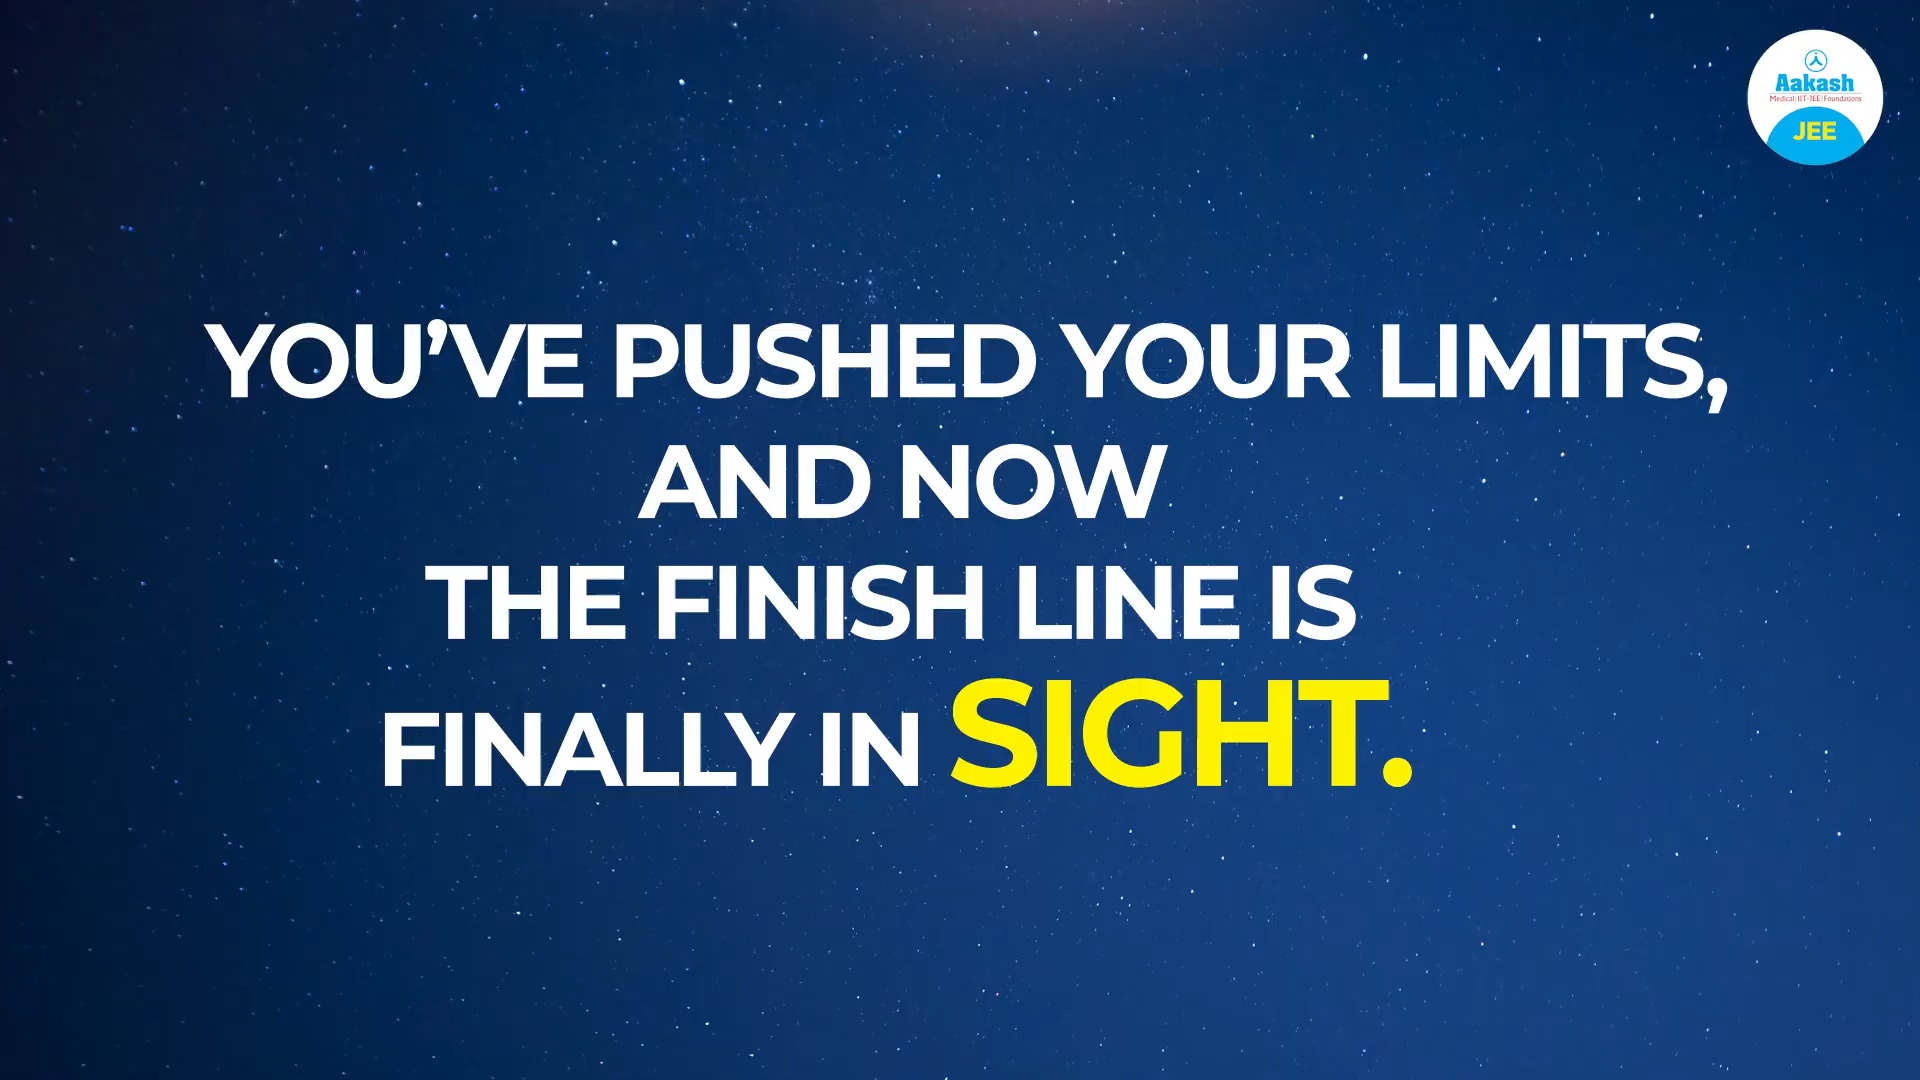 Aakash
Medical|IIT-JEE|Foundations
JEE
YOU’VE PUSHED YOUR LIMITS,
AND NOW
THE FINISH LINE IS
FINALLY IN SIGHT.